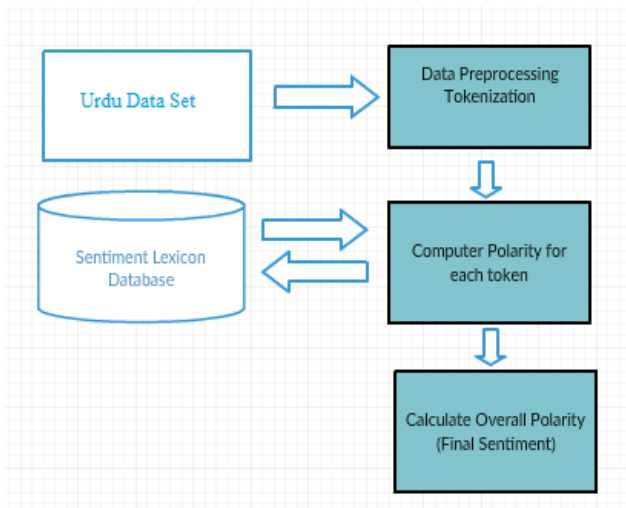 Urdu Data Set
Data Preprocessing
Tokenization
Sentiment Lexicon
Database
Computer Polarity for
each token
Calculate Overall Polarity
(Final Sentiment)